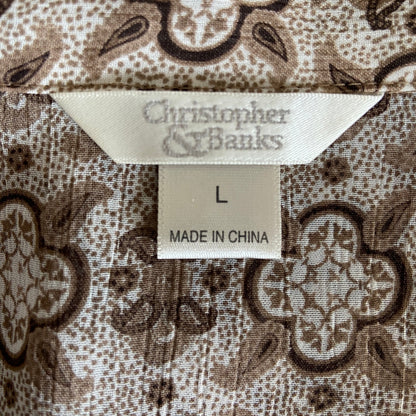 Christopher
& Banks
L
MADE IN CHINA